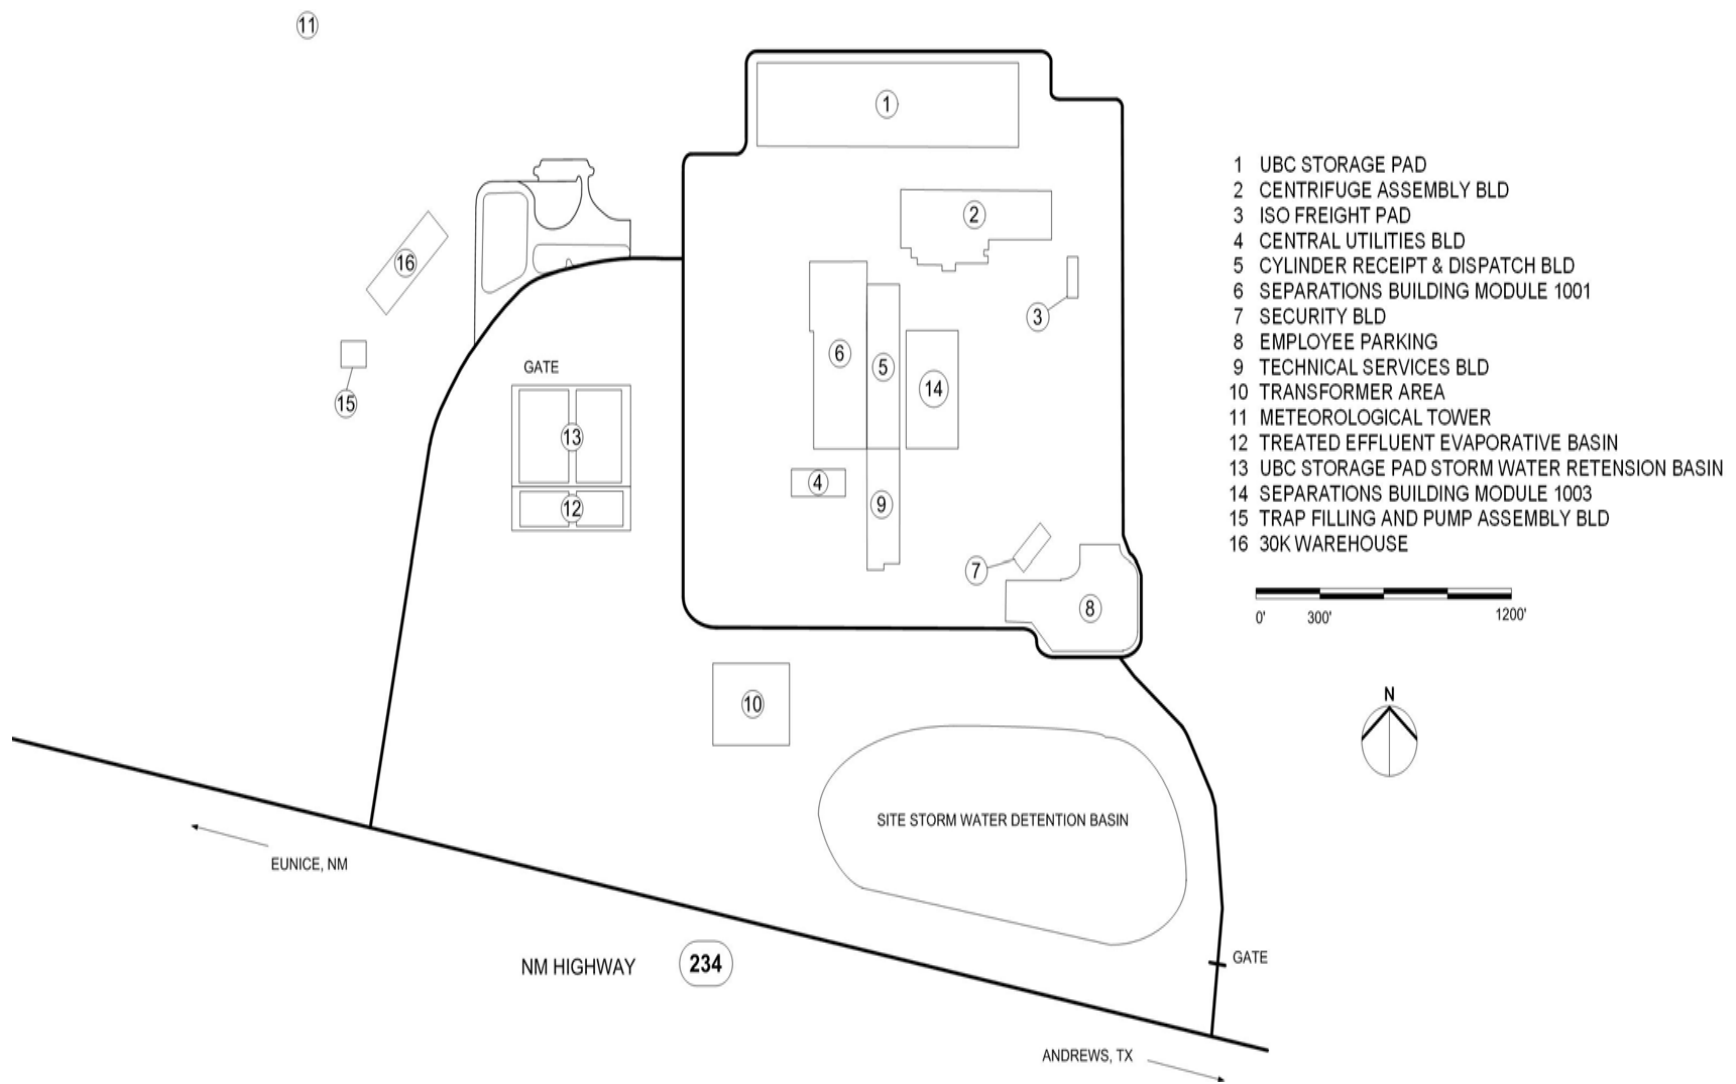 11
1
2
3
16
6
5
14
15
GATE
13
12
4
9
7
8
10
1 UBC STORAGE PAD
2 CENTRIFUGE ASSEMBLY BLD
3 ISO FREIGHT PAD
4 CENTRAL UTILITIES BLD
5 CYLINDER RECEIPT & DISPATCH BLD
6 SEPARATIONS BUILDING MODULE 1001
7 SECURITY BLD
8 EMPLOYEE PARKING
9 TECHNICAL SERVICES BLD
10 TRANSFORMER AREA
11 METEOROLOGICAL TOWER
12 TREATED EFFLUENT EVAPORATIVE BASIN
13 UBC STORAGE PAD STORM WATER RETENSION BASIN
14 SEPARATIONS BUILDING MODULE 1003
15 TRAP FILLING AND PUMP ASSEMBLY BLD
16 30K WAREHOUSE
0' 300' 1200'
N
SITE STORM WATER DETENTION BASIN
EUNICE, NM
NM HIGHWAY 234
GATE
ANDREWS, TX